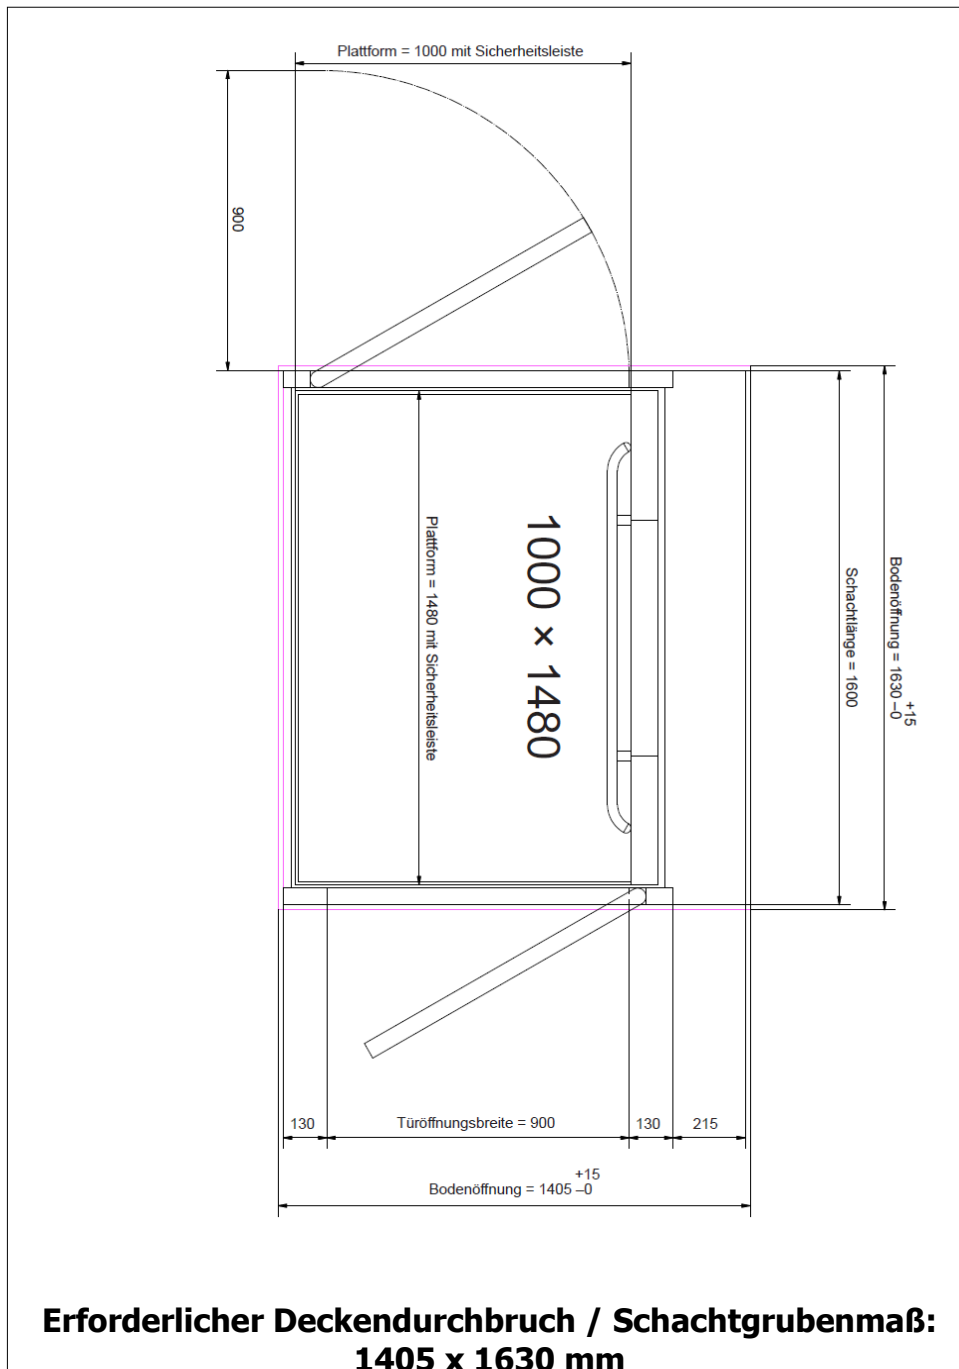 Plattform = 1000 mit Sicherheitsleiste
900
Plattform = 1480 mit Sicherheitsleiste
1000 × 1480
Schachtlänge = 1600
+15
Bodenöffnung = 1630 –0
130
Türöffnungsbreite = 900
130
215
+15
Bodenöffnung = 1405 –0
Erforderlicher Deckendurchbruch / Schachtgrubenmaß:
1405 x 1630 mm